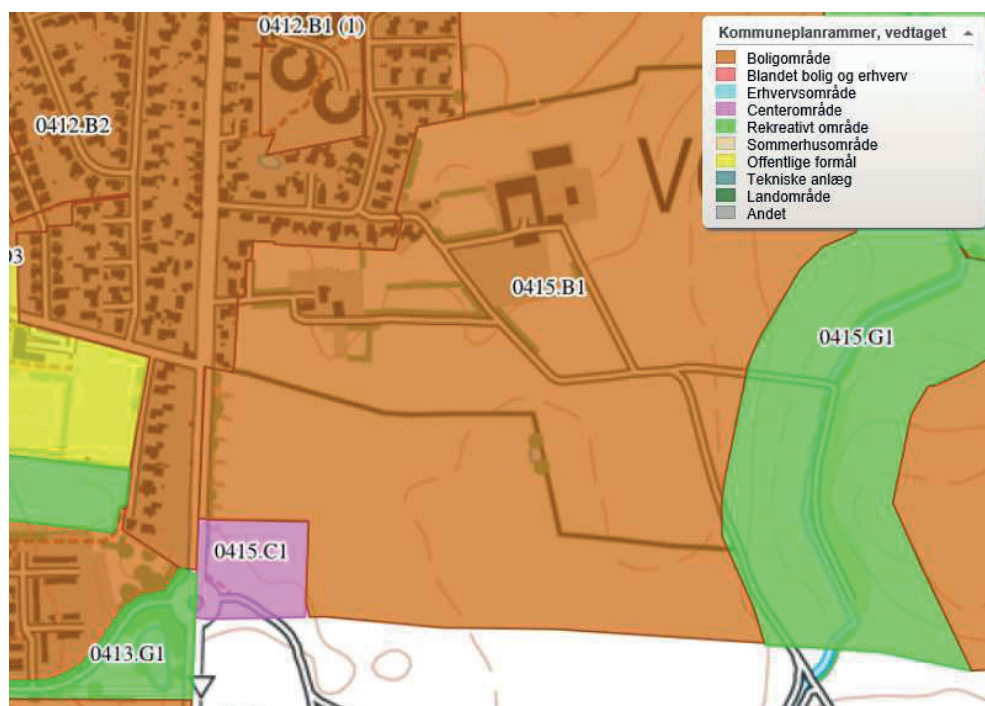 0412.B1 (1)
Kommuneplanrammer, vedtaget
Boligområde
Blandet bolig og erhverv
Erhvervsområde
Centerområde
Rekreativt område
Sommerhusområde
Offentlige formål
Tekniske anlæg
Landområde
Andet
0412.B2
V
03
0415.B1
0415.G1
0415.C1
0413.G1